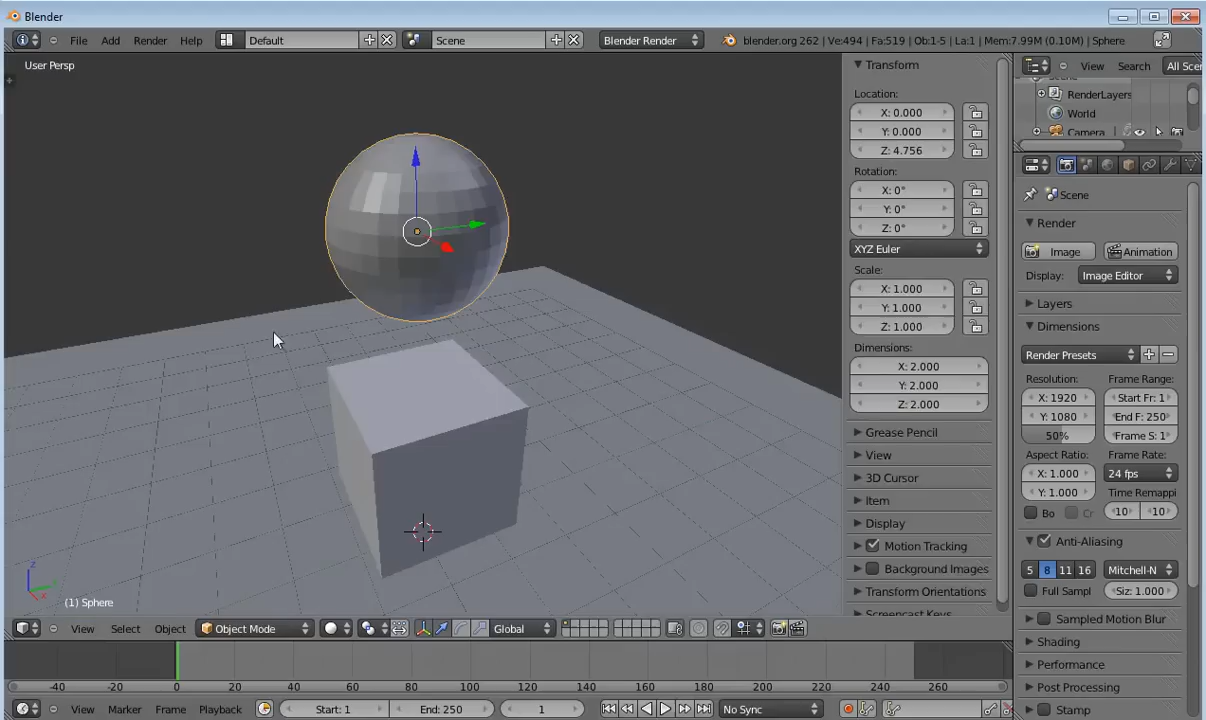 Blender
File Add Render Help Default Scene Blender Render blender.org 262 | Ve:494 | Fa:519 | Ob:1-5 | La:1 | Mem:7.99M (0.10M) | Sphere
User Persp
Transform
Location:
X: 0.000
Y: 0.000
Z: 4.756
Rotation:
X: 0°
Y: 0°
Z: 0°
XYZ Euler
Scale:
X: 1.000
Y: 1.000
Z: 1.000
Dimensions:
X: 2.000
Y: 2.000
Z: 2.000
Grease Pencil
View
3D Cursor
Item
Display
Motion Tracking
Background Images
Transform Orientations
View Search All Sce
RenderLayers
World
Camera
Scene
Render
Image Animation
Display: Image Editor
Layers
Dimensions
Render Presets
Resolution: Frame Range:
X: 1920 Start Fr: 1
Y: 1080 End F: 250
50% Frame S: 1
Aspect Ratio: Frame Rate:
X: 1.000 24 fps
Y: 1.000 Time Remappi
Bo Cr 10 10
Anti-Aliasing
5 8 11 16 Mitchell-N
Full Sampl Siz: 1.000
Sampled Motion Blur
Shading
Performance
Post Processing
Stamp
z
(1) Sphere
View Select Object Object Mode Global
-40 -20 0 20 40 60 80 100 120 140 160 180 200 220 240 260
View Marker Frame Playback Start: 1 End: 250 1 No Sync